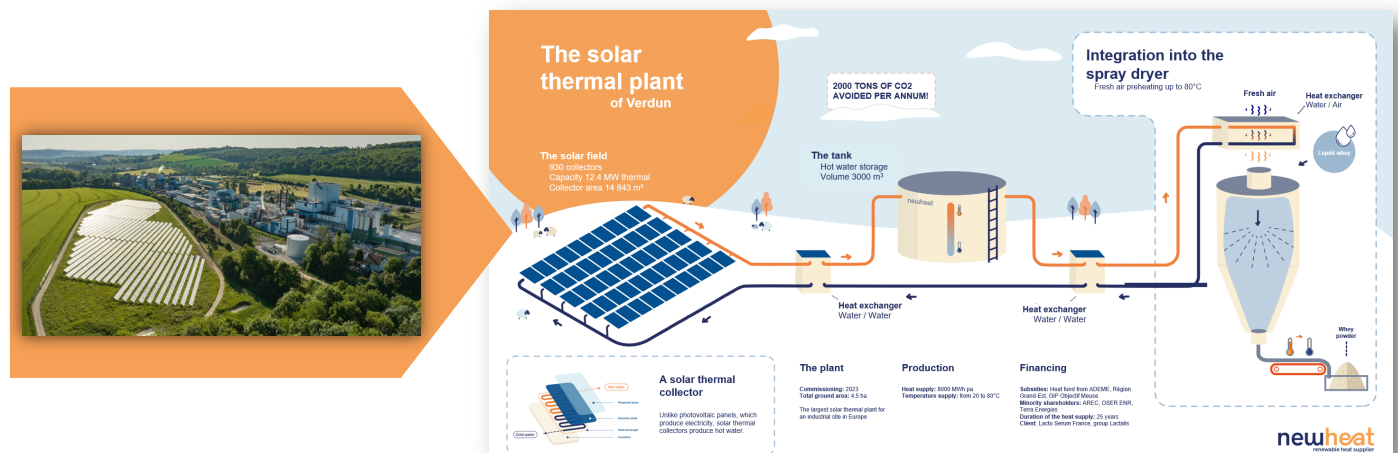 The solar
thermal plant
of Verdun
The solar field
930 collectors
Capacity 12.4 MW thermal
Collector area 14 843 m²
2000 TONS OF CO2
AVOIDED PER ANNUM!
The tank
Hot water storage
Volume 3000 m³
newheat
Integration into the
spray dryer
Fresh air preheating up to 80°C
Fresh air
Heat exchanger
Water / Air
Liquid whey
Heat exchanger
Water / Water
Heat exchanger
Water / Water
Whey
powder
A solar thermal
collector
Unlike photovoltaic panels, which
produce electricity, solar thermal
collectors produce hot water.
Hot water
Tempered glass
Absorber plate
Heat exchanger
Insulation
Cold water
The plant
Commissioning: 2023
Total ground area: 4.5 ha
The largest solar thermal plant for
an industrial site in Europe
Production
Heat supply: 8000 MWh pa
Temperature supply: from 20 to 80°C
Financing
Subsidies: Heat fund from ADEME, Région
Grand-Est, GIP Objectif Meuse
Minority shareholders: AREC, OSER ENR,
Terra Energies
Duration of the heat supply: 25 years
Client: Lacto Serum France, group Lactalis
newheat
renewable heat supplier